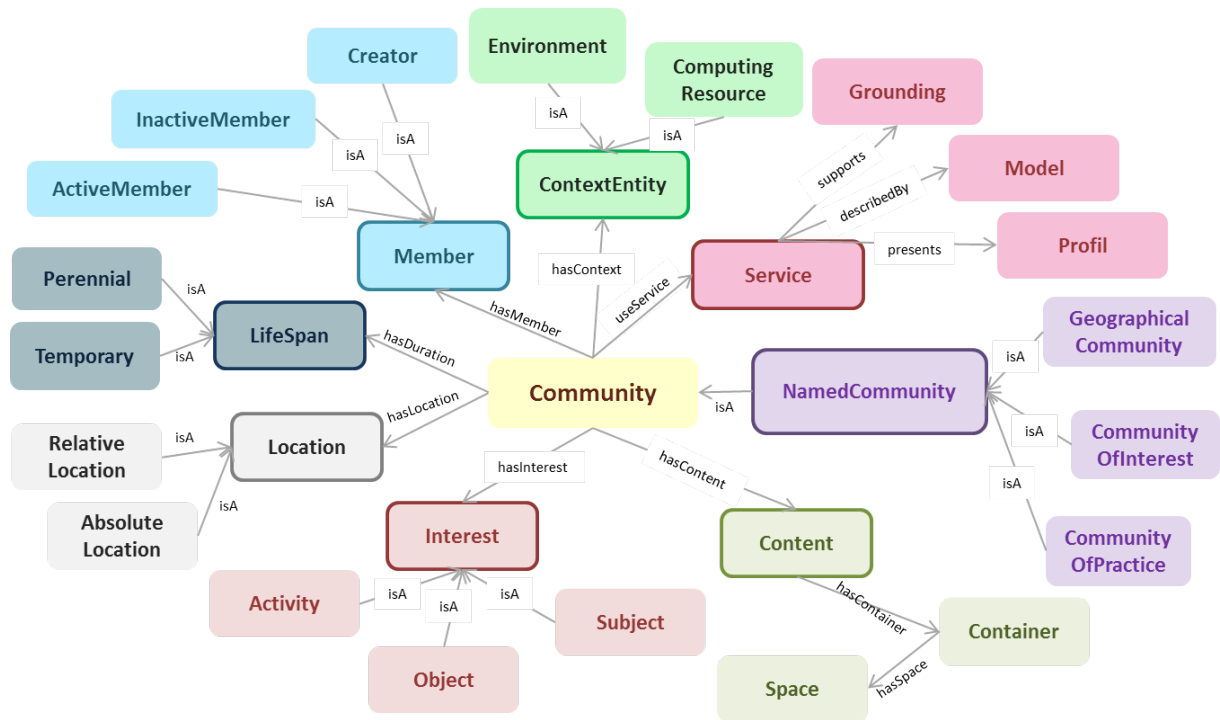 Creator
Environment
Computing
Resource
Grounding
InactiveMember
isA
isA
isA
isA
supports
Model
ActiveMember
isA
ContextEntity
describedBy
Member
hasContext
Service
presents
Profil
Perennial
isA
hasMember
useService
Temporary
isA
LifeSpan
hasDuration
Geographical
Community
isA
Community
isA
NamedCommunity
hasLocation
Relative
Location
isA
Location
hasInterest
hasContent
isA
Community
OfInterest
isA
isA
Absolute
Location
Interest
Content
Community
OfPractice
Activity
isA
isA
isA
Subject
hasContainer
Container
Object
Space
hasSpace